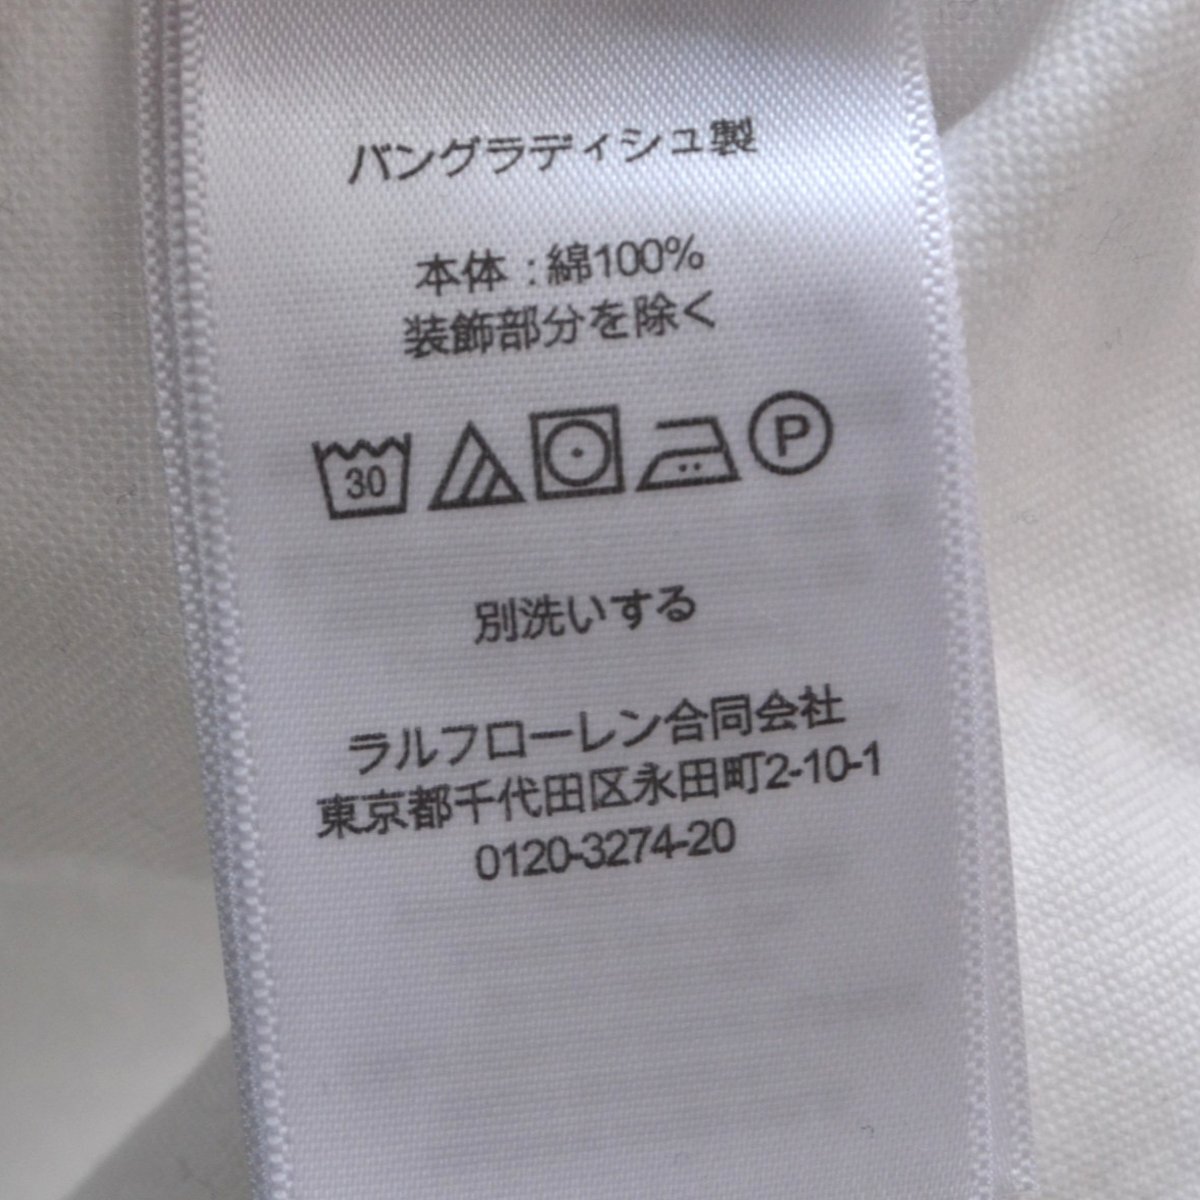 バングラディシュ製
本体:綿100%
装飾部分を除く
30 P
別洗いする
ラルフローレン合同会社
東京都千代田区永田町2-10-1
0120-3274-20